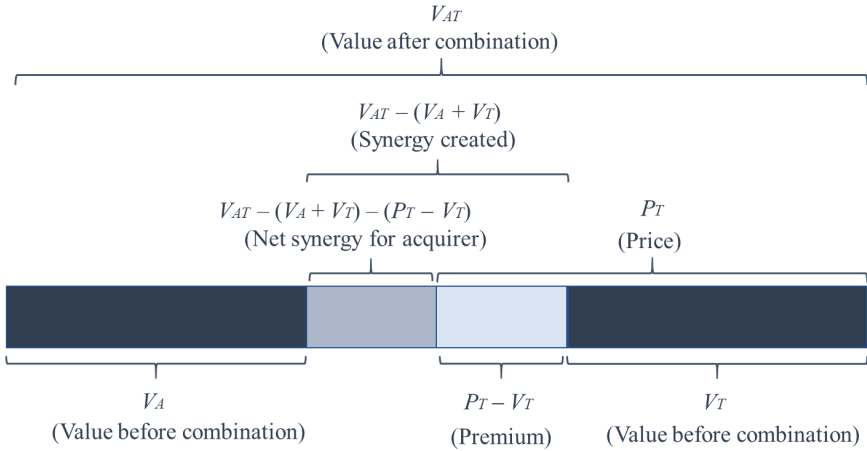 VAT
(Value after combination)
VAT – (VA + VT)
(Synergy created)
VAT – (VA + VT) – (PT – VT)
(Net synergy for acquirer)
PT
(Price)
VA
(Value before combination)
PT – VT
(Premium)
VT
(Value before combination)